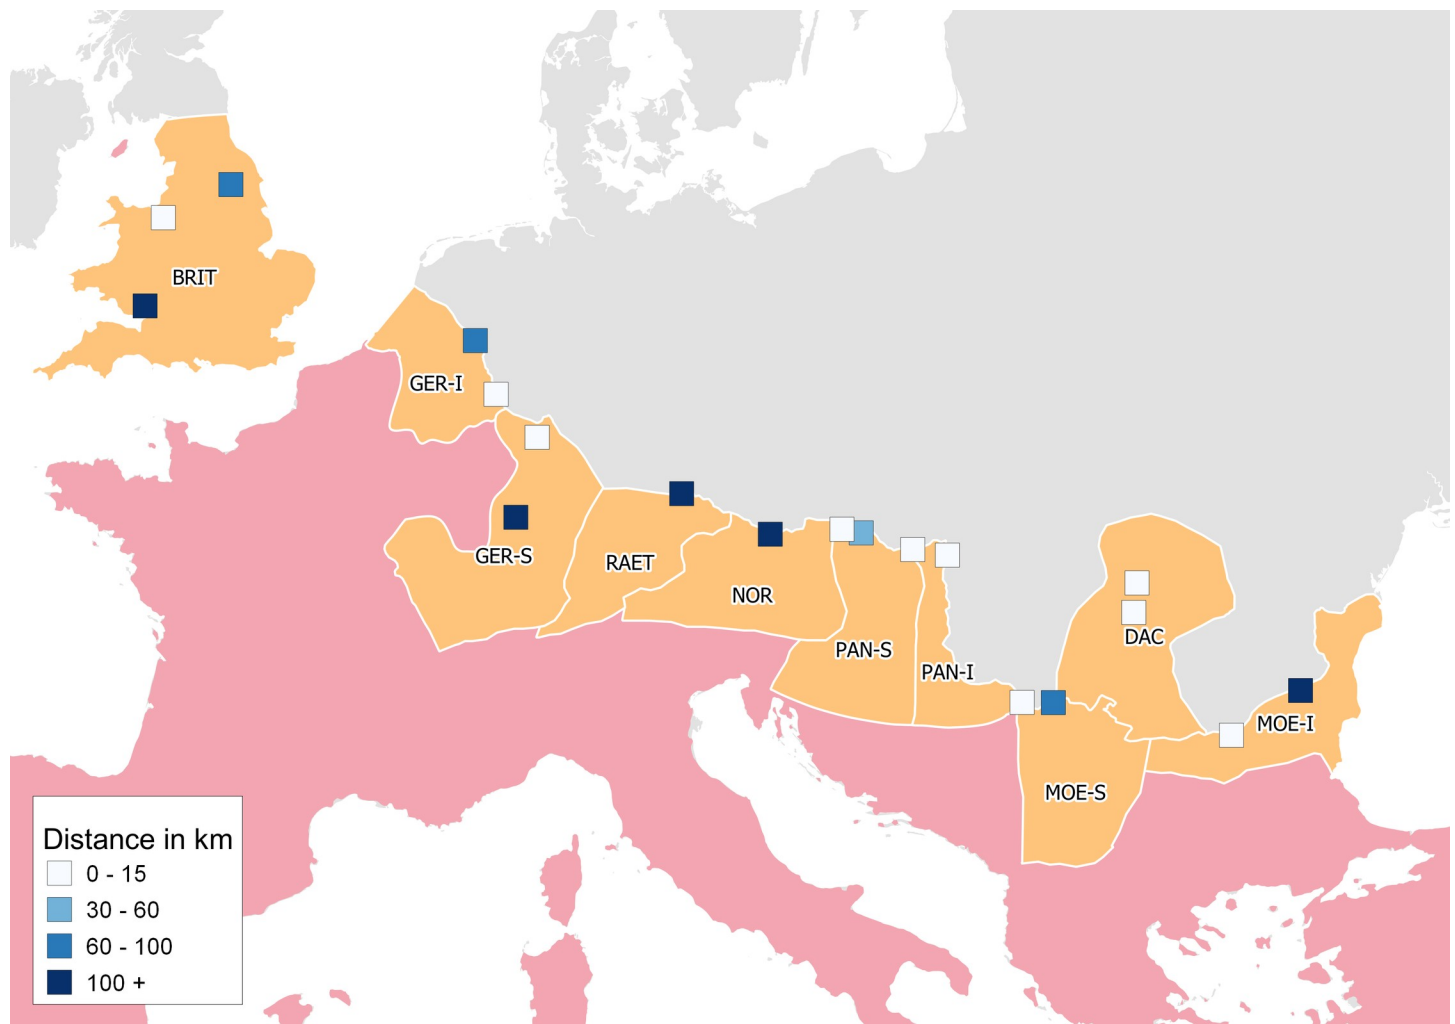 BRIT
GER-I
GER-S
RAET
NOR
PAN-S
PAN-I
DAC
MOE-I
MOE-S
Distance in km
0 - 15
30 - 60
60 - 100
100 +